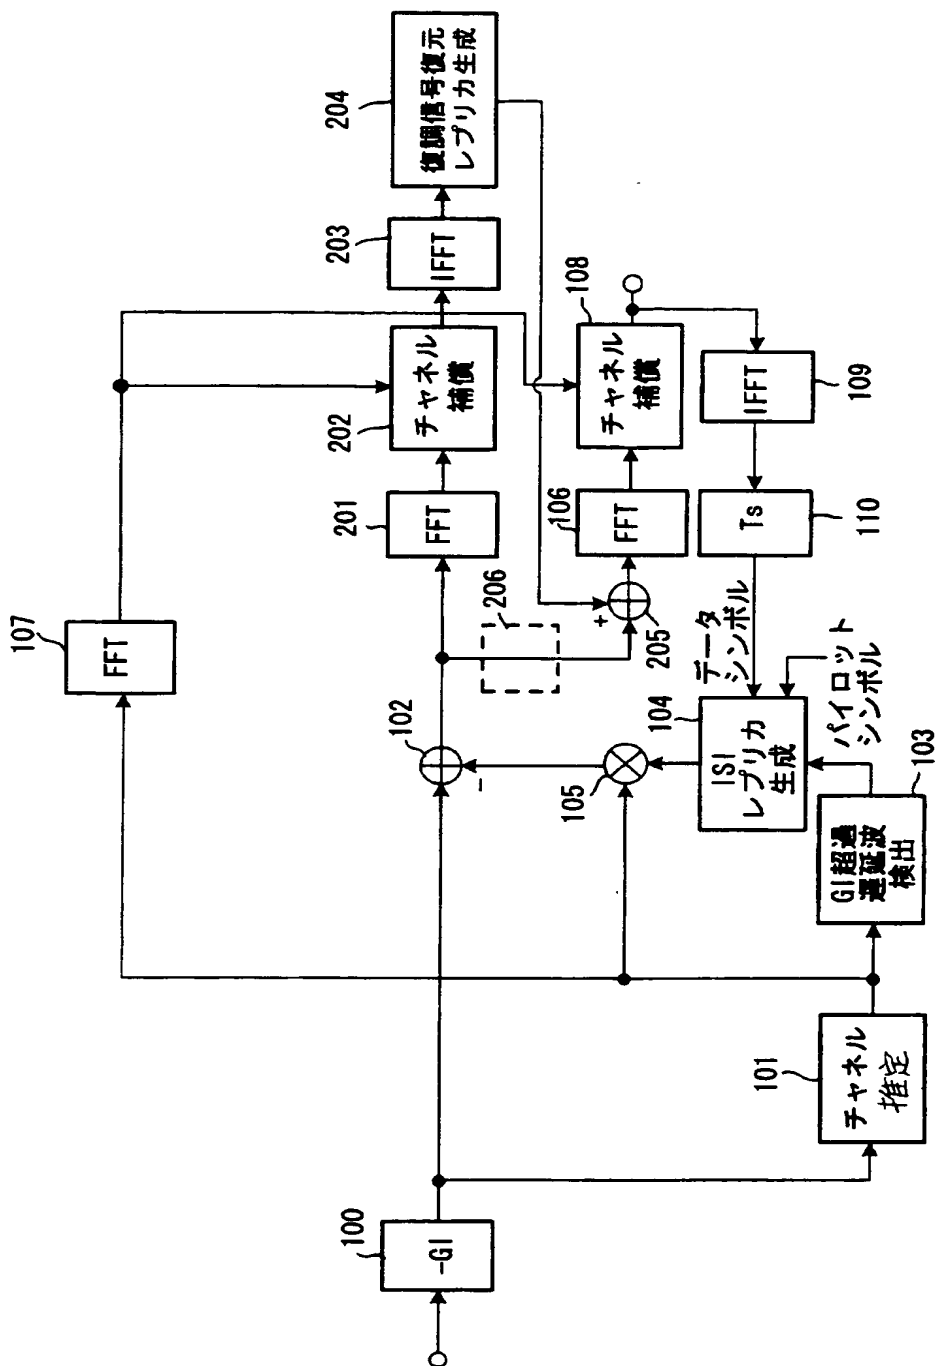 100
-GI
101
チャネル
推定
107
FFT
102
-
105
103
GI超過
遅延波
検出
104
ISI
レプリカ
生成
パイロット
シンボル
データ
シンボル
206
205
+
201
FFT
202
チャネル
補償
203
IFFT
204
復調信号復元
レプリカ生成
106
FFT
108
チャネル
補償
109
IFFT
110
Ts